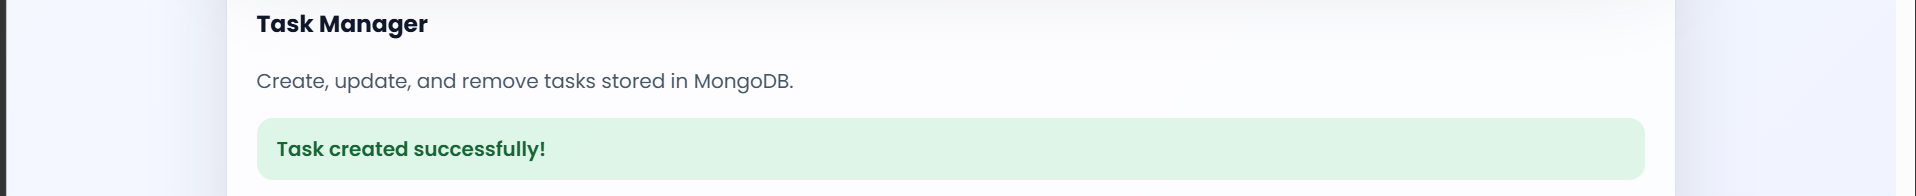 Task Manager
Create, update, and remove tasks stored in MongoDB.
Task created successfully!